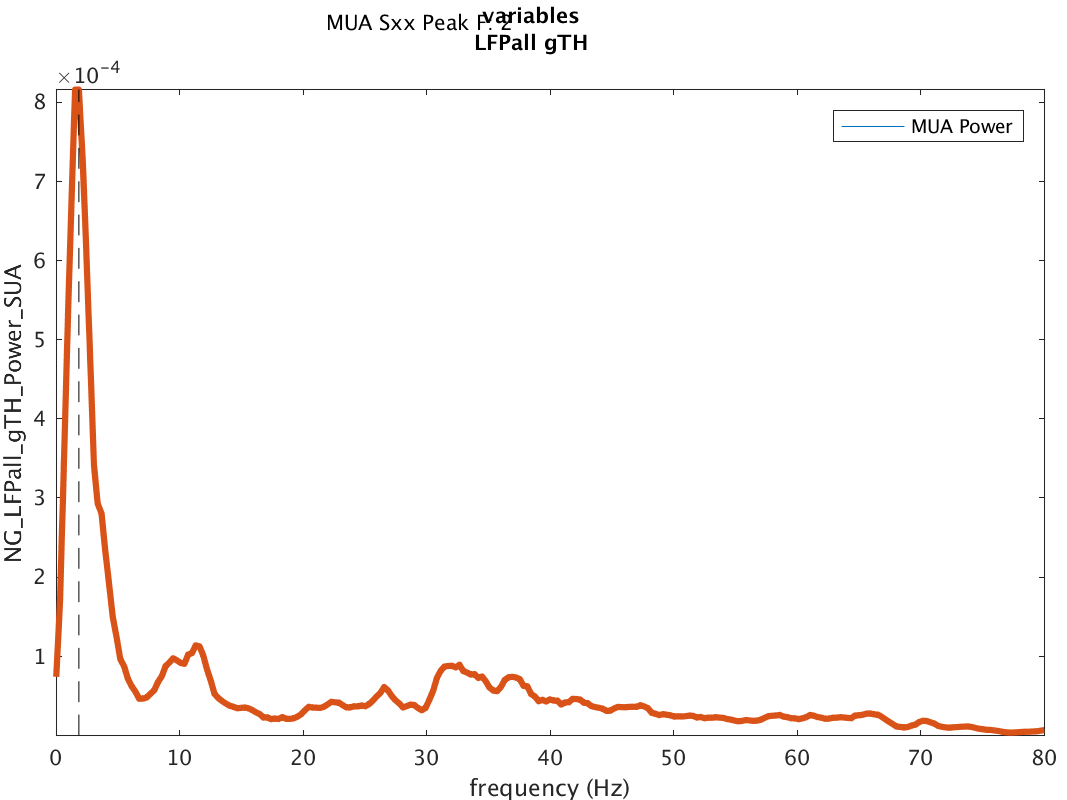 variables
MUA Sxx Peak F: 2
LFPall gTH
×10⁻⁴
8
7
6
5
4
3
2
1
NG_LFPall_gTH_Power_SUA
MUA Power
0 10 20 30 40 50 60 70 80
frequency (Hz)